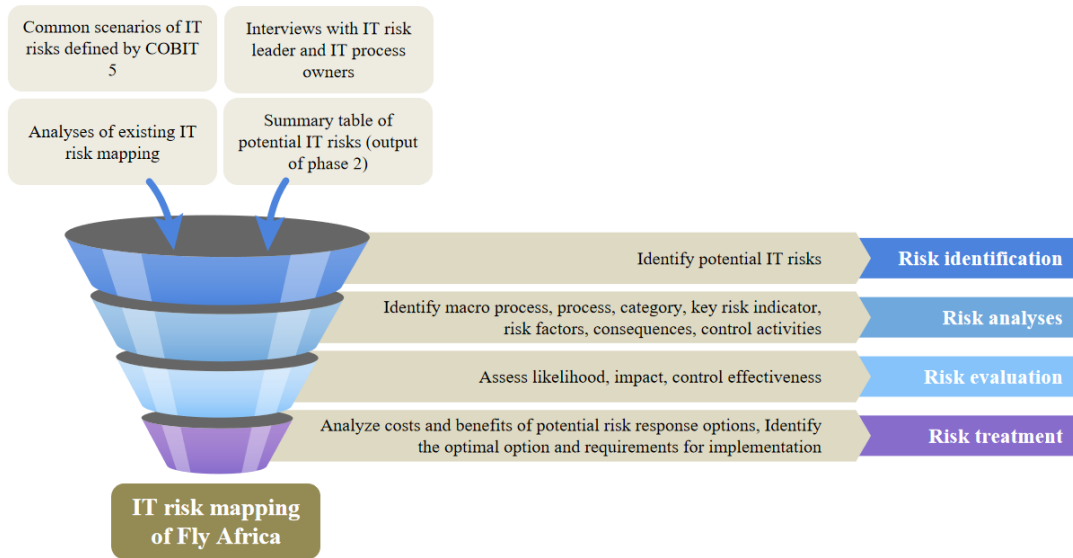 Common scenarios of IT
risks defined by COBIT
5
Interviews with IT risk
leader and IT process
owners
Analyses of existing IT
risk mapping
Summary table of
potential IT risks (output
of phase 2)
Identify potential IT risks
Risk identification
Identify macro process, process, category, key risk indicator,
risk factors, consequences, control activities
Risk analyses
Assess likelihood, impact, control effectiveness
Risk evaluation
Analyze costs and benefits of potential risk response options, Identify
the optimal option and requirements for implementation
Risk treatment
IT risk mapping
of Fly Africa